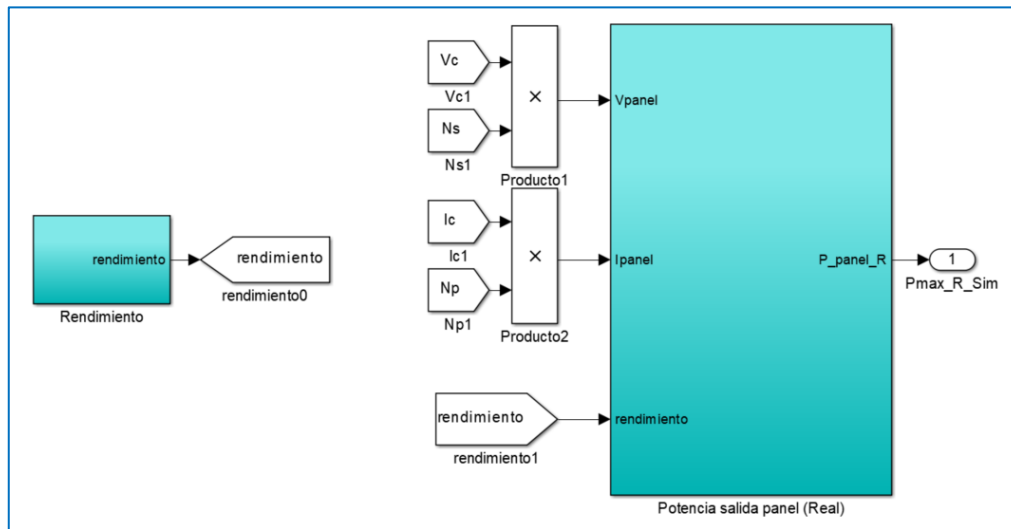 rendimiento
Rendimiento
rendimiento
rendimiento0
Vc
Vc1
Ns
Ns1
×
Producto1
Ic
Ic1
Np
Np1
×
Producto2
rendimiento
rendimiento1
Vpanel
Ipanel
rendimiento
P_panel_R
Potencia salida panel (Real)
1
Pmax_R_Sim